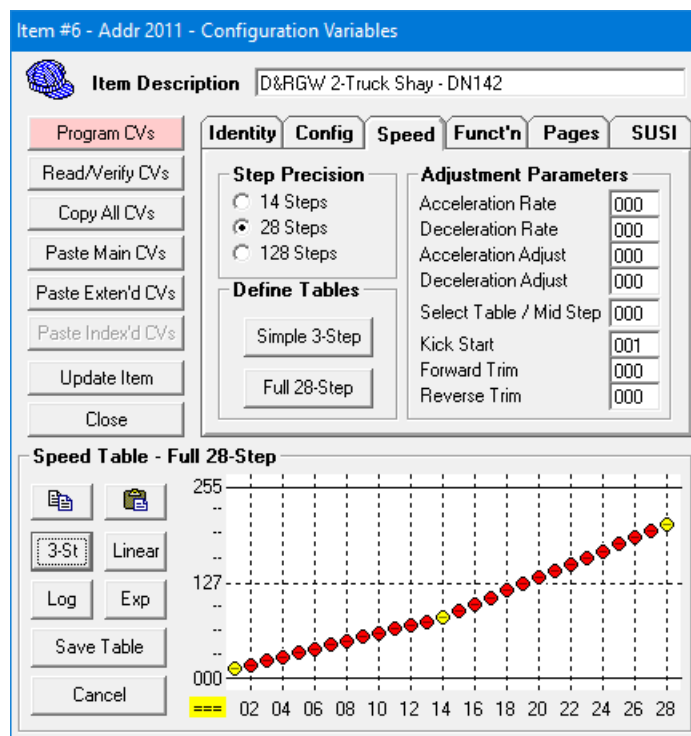 Item #6 - Addr 2011 - Configuration Variables
Item Description D&RGW 2-Truck Shay - DN142
Program CVs
Read/Verify CVs
Copy All CVs
Paste Main CVs
Paste Exten'd CVs
Paste Index'd CVs
Update Item
Close
Identity Config Speed Funct'n Pages SUSI
Step Precision
14 Steps
28 Steps
128 Steps
Define Tables
Simple 3-Step
Full 28-Step
Adjustment Parameters
Acceleration Rate 000
Deceleration Rate 000
Acceleration Adjust 000
Deceleration Adjust 000
Select Table / Mid Step 000
Kick Start 001
Forward Trim 000
Reverse Trim 000
Speed Table - Full 28-Step
3-St Linear
Log Exp
Save Table
Cancel
255
--
--
--
127
--
--
--
000
=== 02 04 06 08 10 12 14 16 18 20 22 24 26 28